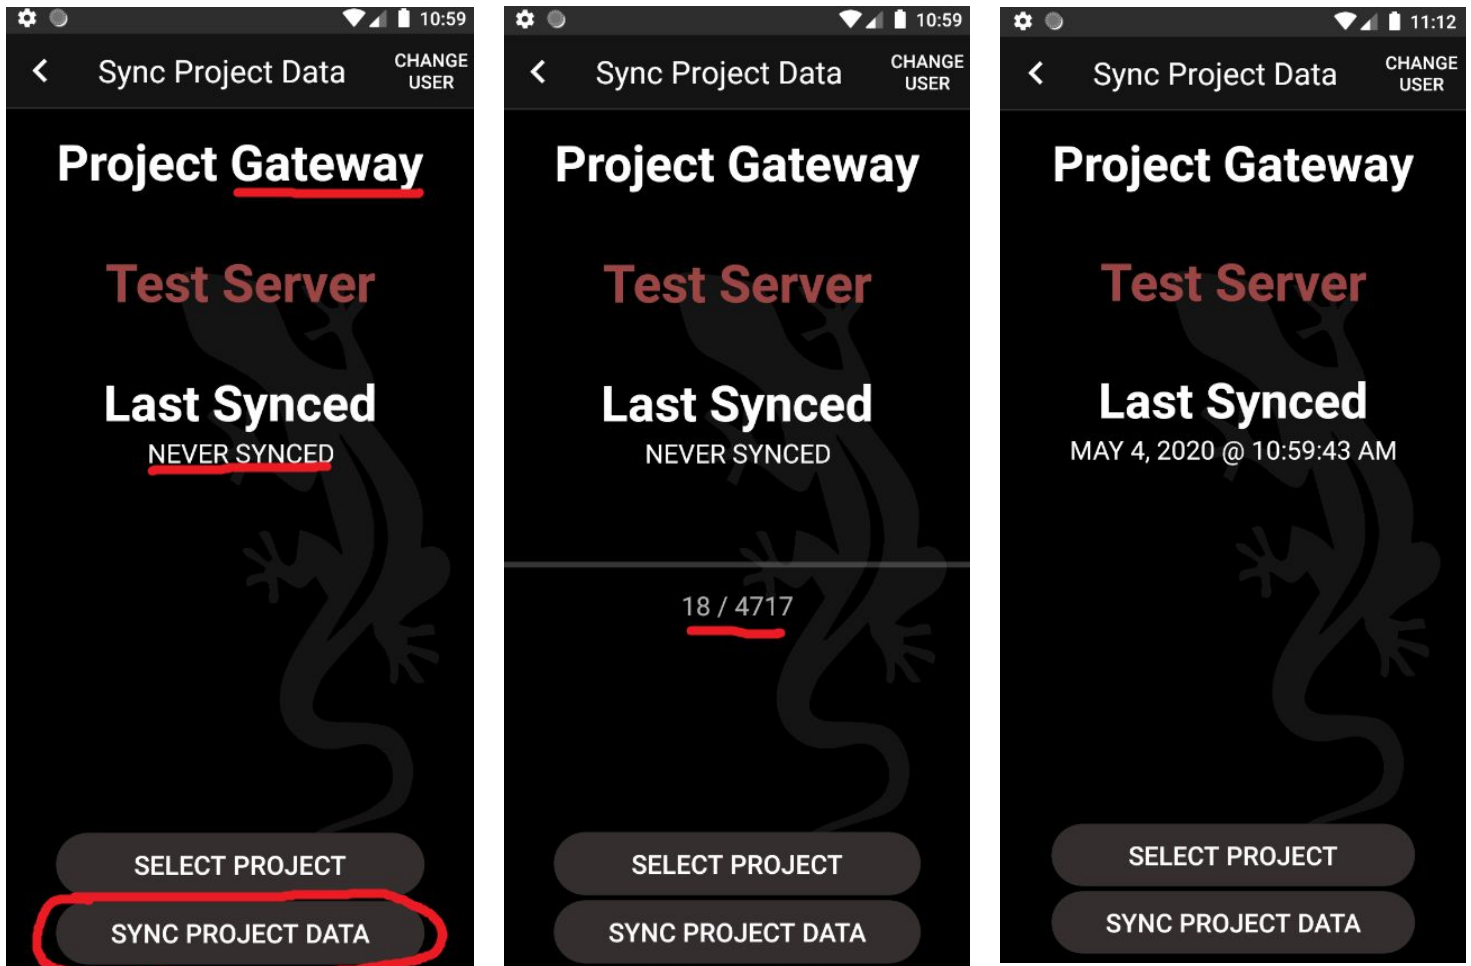 10:59
Sync Project Data
CHANGE
USER
Project Gateway
Test Server
Last Synced
NEVER SYNCED
SELECT PROJECT
SYNC PROJECT DATA
10:59
Sync Project Data
CHANGE
USER
Project Gateway
Test Server
Last Synced
NEVER SYNCED
18 / 4717
SELECT PROJECT
SYNC PROJECT DATA
11:12
Sync Project Data
CHANGE
USER
Project Gateway
Test Server
Last Synced
MAY 4, 2020 @ 10:59:43 AM
SELECT PROJECT
SYNC PROJECT DATA